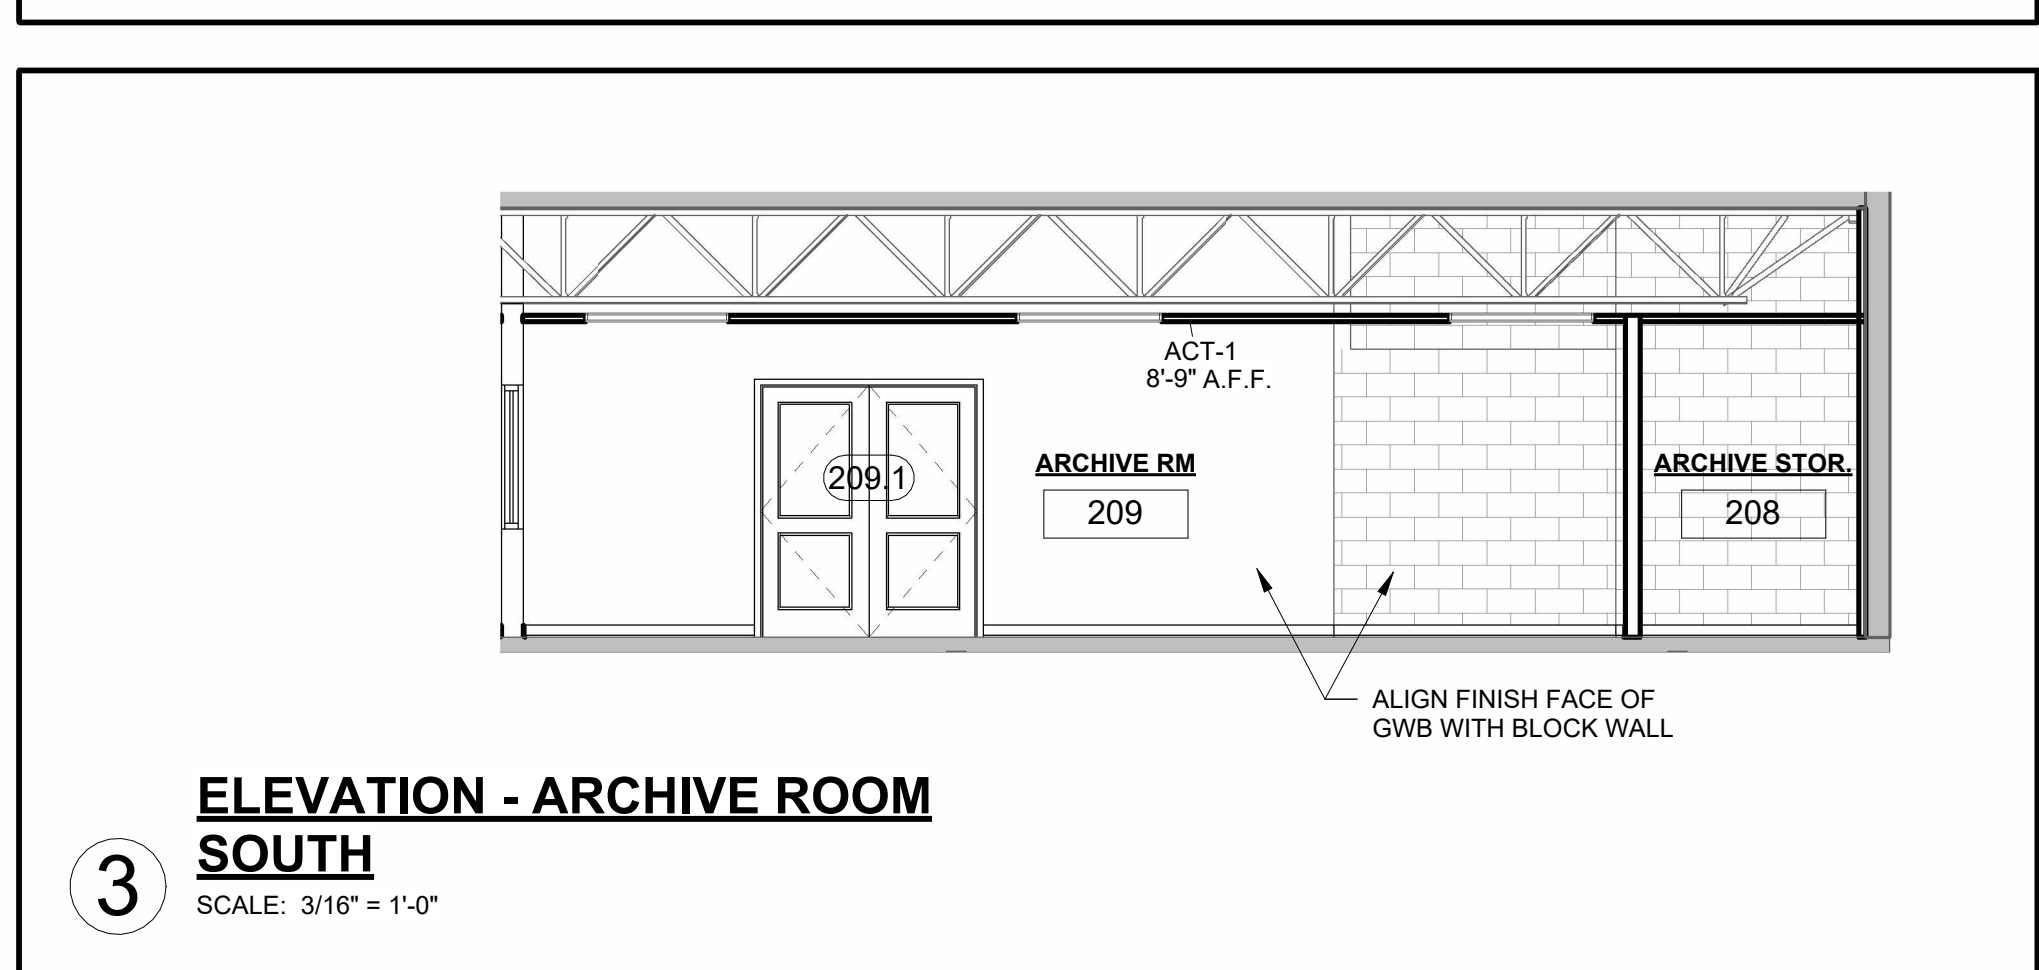 ACT-1
8'-9" A.F.F.
209.1
ARCHIVE RM
209
ARCHIVE STOR.
208
ALIGN FINISH FACE OF
GWB WITH BLOCK WALL
3
ELEVATION - ARCHIVE ROOM
SOUTH
SCALE: 3/16" = 1'-0"